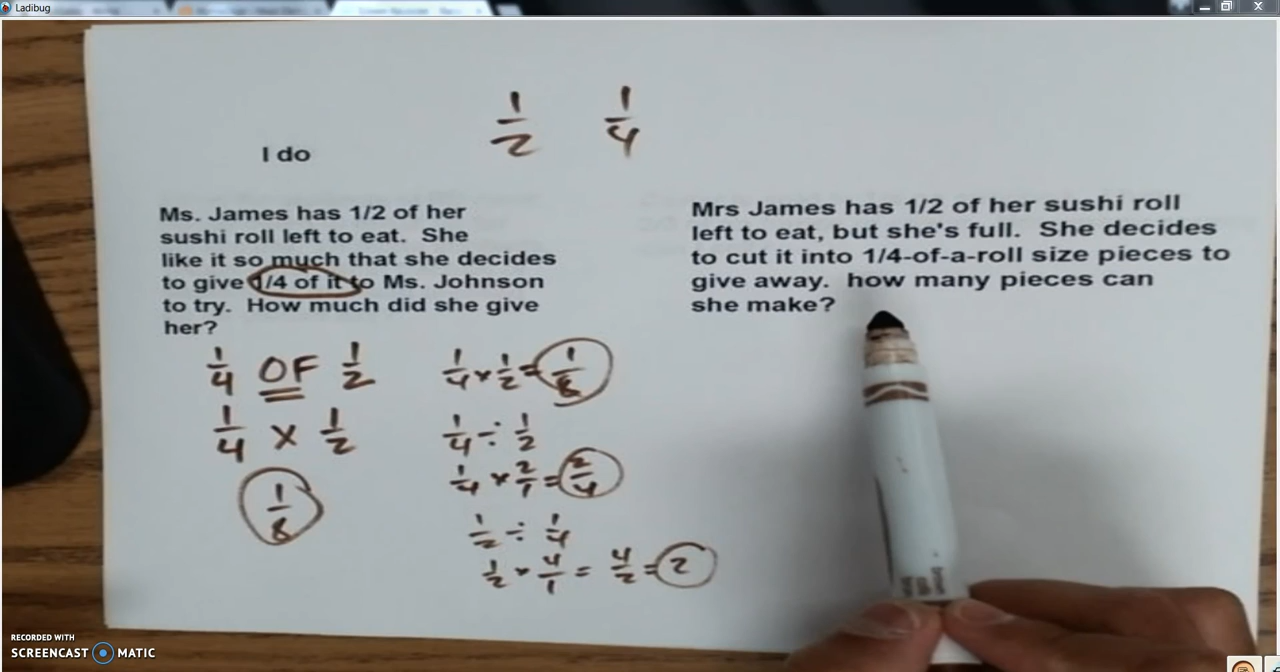 Ladibug
1/2 1/4
I do
Ms. James has 1/2 of her
sushi roll left to eat. She
like it so much that she decides
to give 1/4 of it to Ms. Johnson
to try. How much did she give
her?
1/4 OF 1/2
1/4 x 1/2
1/8
1/4 x 1/2 = 1/8
1/4 ÷ 1/2
1/4 x 2/1 = 2/4
1/2 ÷ 1/4
1/2 x 4/1 = 4/2 = 2
Mrs James has 1/2 of her sushi roll
left to eat, but she's full. She decides
to cut it into 1/4-of-a-roll size pieces to
give away. how many pieces can
she make?
RECORDED WITH
SCREENCAST MATIC